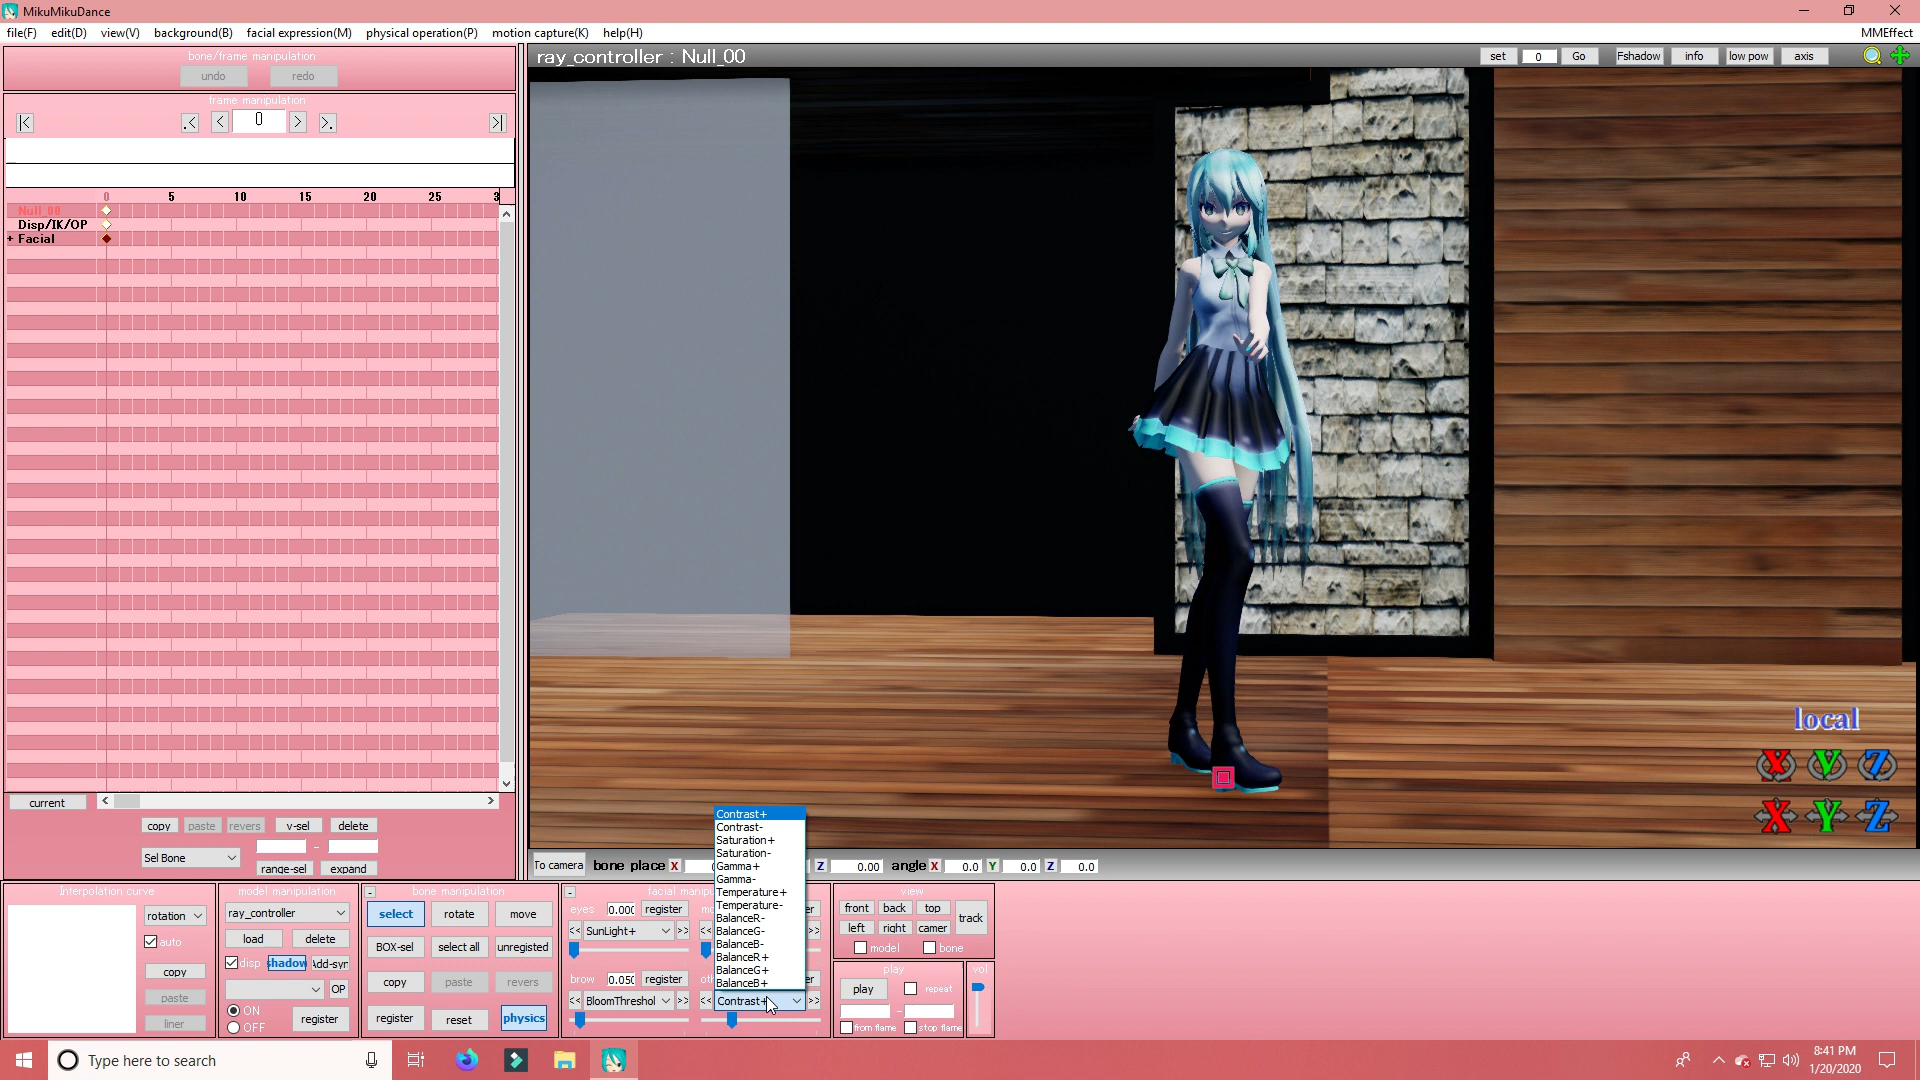 MikuMikuDance
file(F) edit(D) view(V) background(B) facial expression(M) physical operation(P) motion capture(K) help(H) MMEffect
bone/frame manipulation
undo redo
ray_controller : Null_00
set 0 Go Fshadow info low pow axis
frame manipulation
|< .< < 0 > >. >|
0 5 10 15 20 25 3
Null_00
Disp/IK/OP
+ Facial
local
X Y Z
X Y Z
current
copy paste revers v-sel delete
Sel Bone -
range-sel expand
Contrast+
Contrast-
Saturation+
Saturation-
Gamma+
Gamma-
Temperature+
Temperature-
BalanceR-
BalanceG-
BalanceB-
BalanceR+
BalanceG+
BalanceB+
To camera bone place X Z 0.00 angle X 0.0 Y 0.0 Z 0.0
Interpolation curve
rotation
auto
copy
paste
liner
model manipulation
ray_controller
load delete
disp shadow Add-syn
OP
ON
OFF
register
- bone manipulation
select rotate move
BOX-sel select all unregisted
copy paste revers
register reset physics
- facial manipu
eyes 0.000 register
<< SunLight+ >> << >>
brow 0.050 register
<< BloomThreshol >> << Contrast+ >>
view
front back top
left right camer
track
model bone
play
play repeat
-
from flame stop flame
vol
Type here to search
8:41 PM
1/20/2020